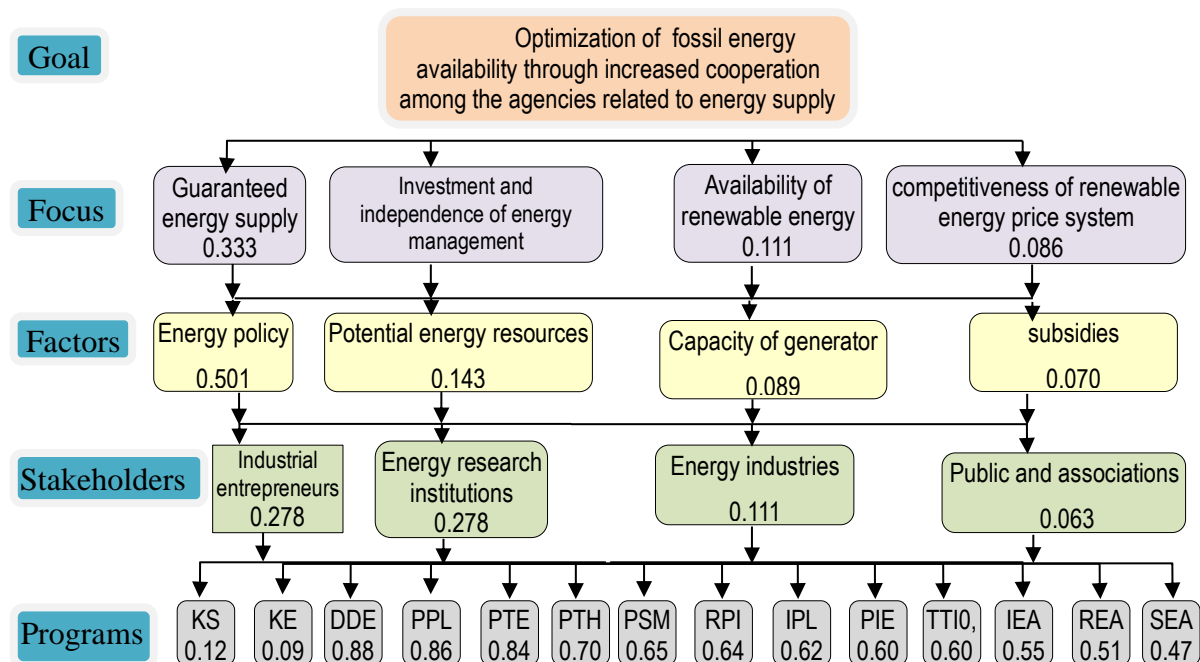 Goal
Optimization of fossil energy
availability through increased cooperation
among the agencies related to energy supply
Focus
Guaranteed
energy supply
0.333
Investment and
independence of energy
management
Availability of
renewable energy
0.111
competitiveness of renewable
energy price system
0.086
Factors
Energy policy
0.501
Potential energy resources
0.143
Capacity of generator
0.089
subsidies
0.070
Stakeholders
Industrial
entrepreneurs
0.278
Energy research
institutions
0.278
Energy industries
0.111
Public and associations
0.063
Programs
KS
0.12
KE
0.09
DDE
0.88
PPL
0.86
PTE
0.84
PTH
0.70
PSM
0.65
RPI
0.64
IPL
0.62
PIE
0.60
TTI0,
0.60
IEA
0.55
REA
0.51
SEA
0.47